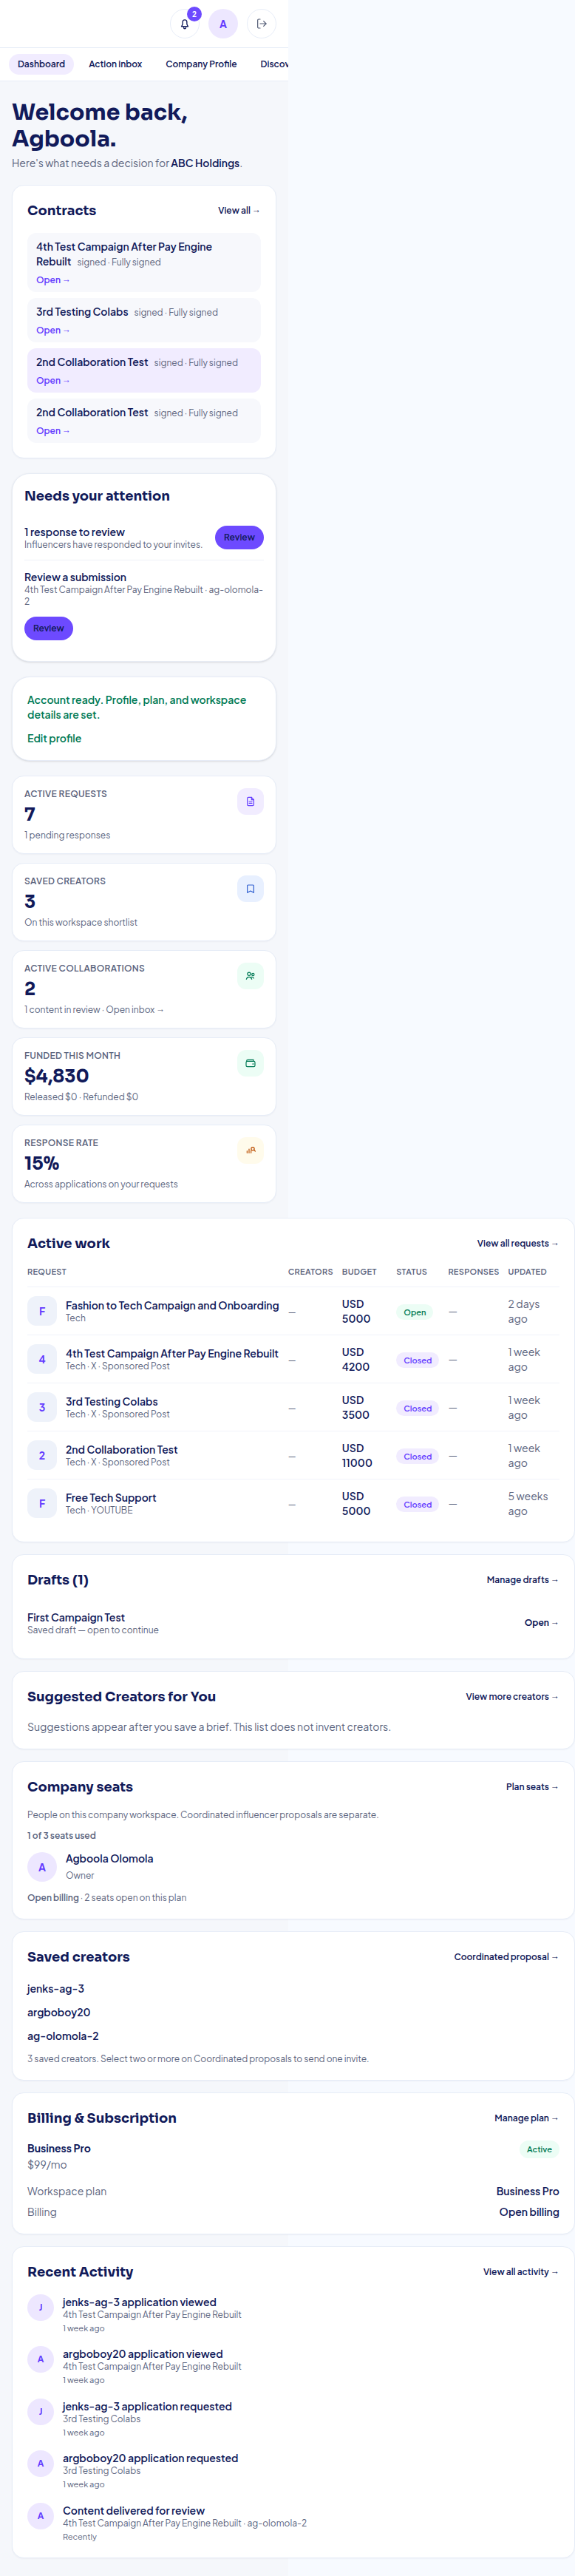 2
A
Dashboard
Action Inbox
Company Profile
Discov
Welcome back,
Agboola.
Here's what needs a decision for ABC Holdings.
Contracts
View all →
4th Test Campaign After Pay Engine
Rebuilt signed · Fully signed
Open →
3rd Testing Colabs signed · Fully signed
Open →
2nd Collaboration Test signed · Fully signed
Open →
2nd Collaboration Test signed · Fully signed
Open →
Needs your attention
1 response to review
Influencers have responded to your invites.
Review
Review a submission
4th Test Campaign After Pay Engine Rebuilt · ag-olomola-
2
Review
Account ready. Profile, plan, and workspace
details are set.
Edit profile
ACTIVE REQUESTS
7
1 pending responses
SAVED CREATORS
3
On this workspace shortlist
ACTIVE COLLABORATIONS
2
1 content in review · Open inbox →
FUNDED THIS MONTH
$4,830
Released $0 · Refunded $0
RESPONSE RATE
15%
Across applications on your requests
Active work
View all requests →
REQUEST CREATORS BUDGET STATUS RESPONSES UPDATED
F
Fashion to Tech Campaign and Onboarding
Tech
—
USD
5000
Open
—
2 days
ago
4
4th Test Campaign After Pay Engine Rebuilt
Tech · X · Sponsored Post
—
USD
4200
Closed
—
1 week
ago
3
3rd Testing Colabs
Tech · X · Sponsored Post
—
USD
3500
Closed
—
1 week
ago
2
2nd Collaboration Test
Tech · X · Sponsored Post
—
USD
11000
Closed
—
1 week
ago
F
Free Tech Support
Tech · YOUTUBE
—
USD
5000
Closed
—
5 weeks
ago
Drafts (1)
Manage drafts →
First Campaign Test
Saved draft — open to continue
Open →
Suggested Creators for You
View more creators →
Suggestions appear after you save a brief. This list does not invent creators.
Company seats
Plan seats →
People on this company workspace. Coordinated influencer proposals are separate.
1 of 3 seats used
A
Agboola Olomola
Owner
Open billing · 2 seats open on this plan
Saved creators
Coordinated proposal →
jenks-ag-3
argboboy20
ag-olomola-2
3 saved creators. Select two or more on Coordinated proposals to send one invite.
Billing & Subscription
Manage plan →
Business Pro
Active
$99/mo
Workspace plan
Business Pro
Billing
Open billing
Recent Activity
View all activity →
J
jenks-ag-3 application viewed
4th Test Campaign After Pay Engine Rebuilt
1 week ago
A
argboboy20 application viewed
4th Test Campaign After Pay Engine Rebuilt
1 week ago
J
jenks-ag-3 application requested
3rd Testing Colabs
1 week ago
A
argboboy20 application requested
3rd Testing Colabs
1 week ago
A
Content delivered for review
4th Test Campaign After Pay Engine Rebuilt · ag-olomola-2
Recently